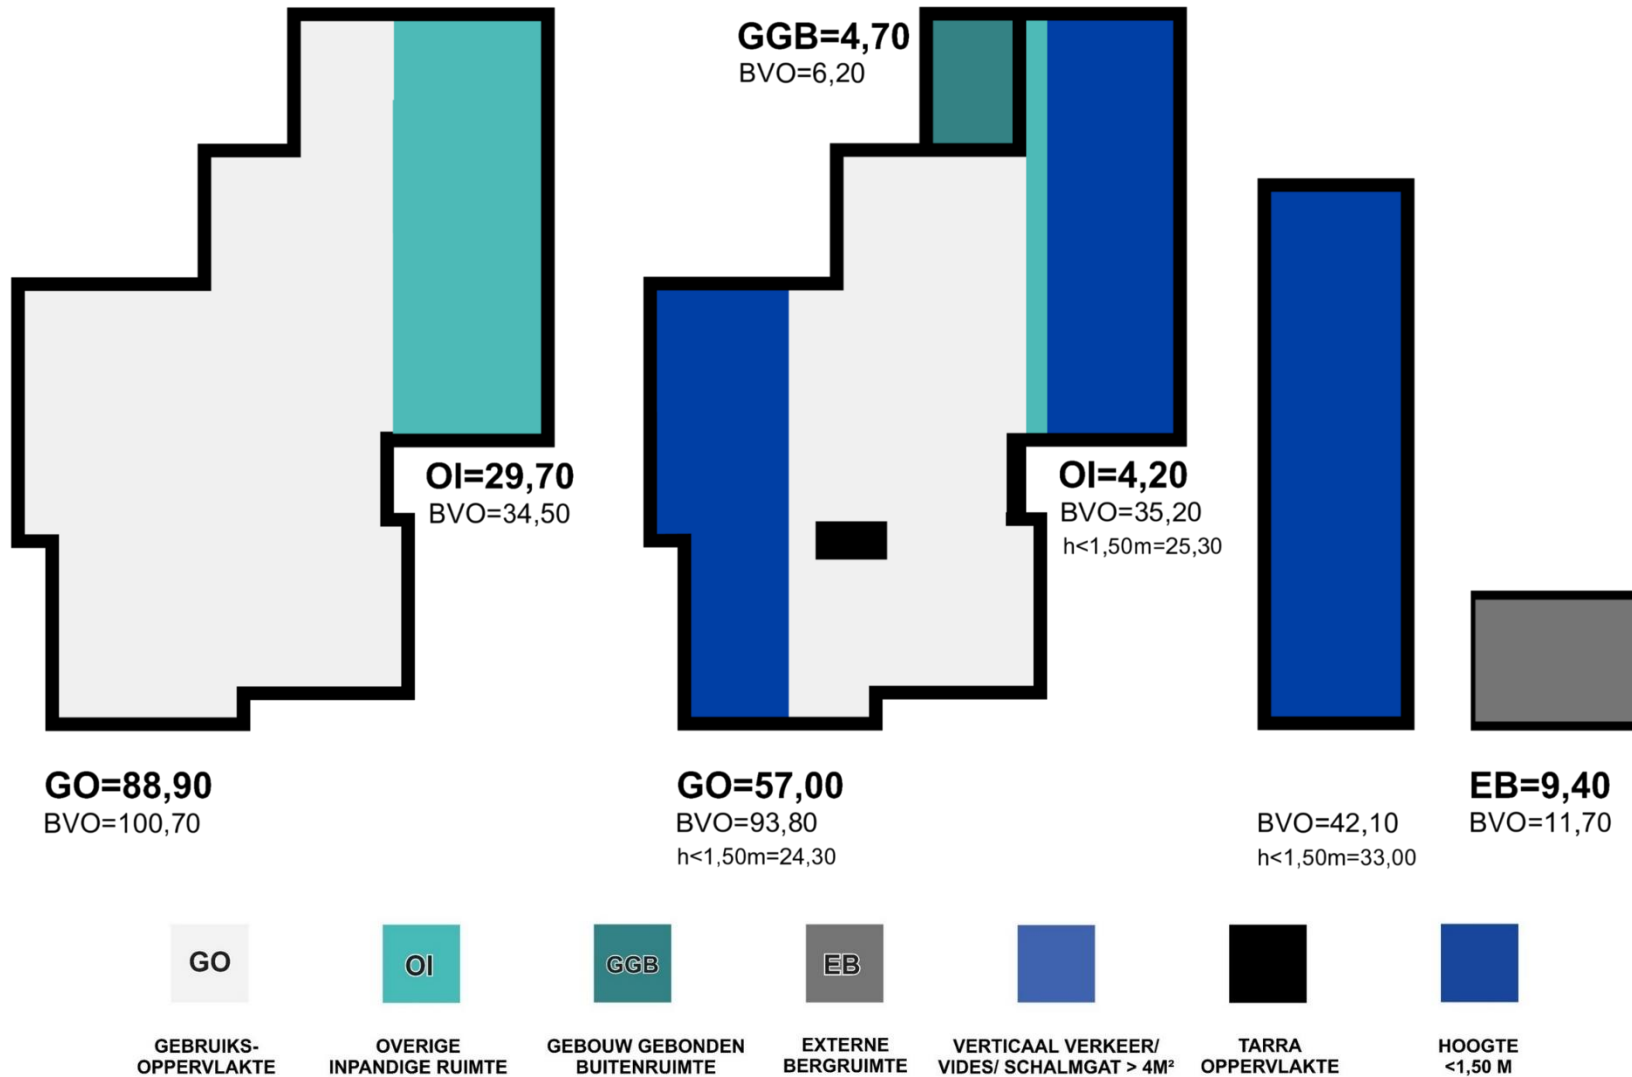 GGB=4,70
BVO=6,20
OI=29,70
BVO=34,50
OI=4,20
BVO=35,20
h<1,50m=25,30
GO=88,90
BVO=100,70
GO=57,00
BVO=93,80
h<1,50m=24,30
BVO=42,10
h<1,50m=33,00
EB=9,40
BVO=11,70
GO
OI
GGB
EB
GEBRUIKS-
OPPERVLAKTE
OVERIGE
INPANDIGE RUIMTE
GEBOUW GEBONDEN
BUITENRUIMTE
EXTERNE
BERGRUIMTE
VERTICAAL VERKEER/
VIDES/ SCHALMGAT > 4M²
TARRA
OPPERVLAKTE
HOOGTE
<1,50 M